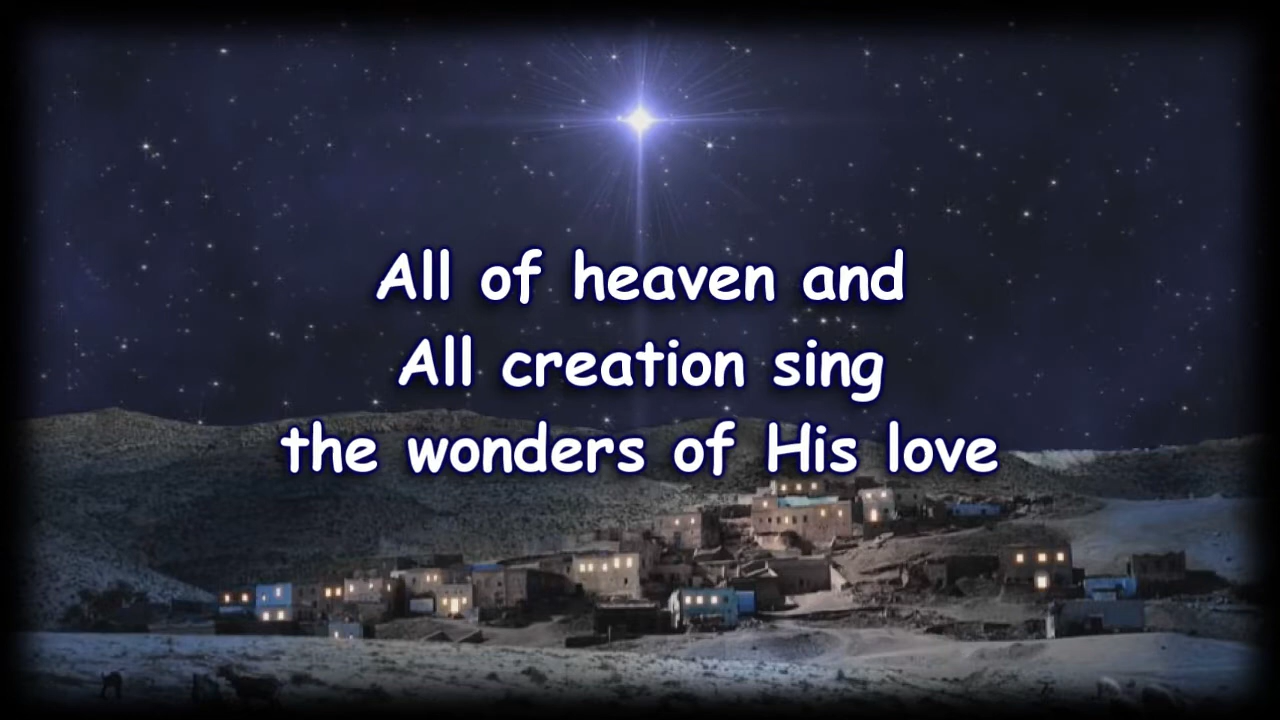 All of heaven and
All creation sing
the wonders of His love